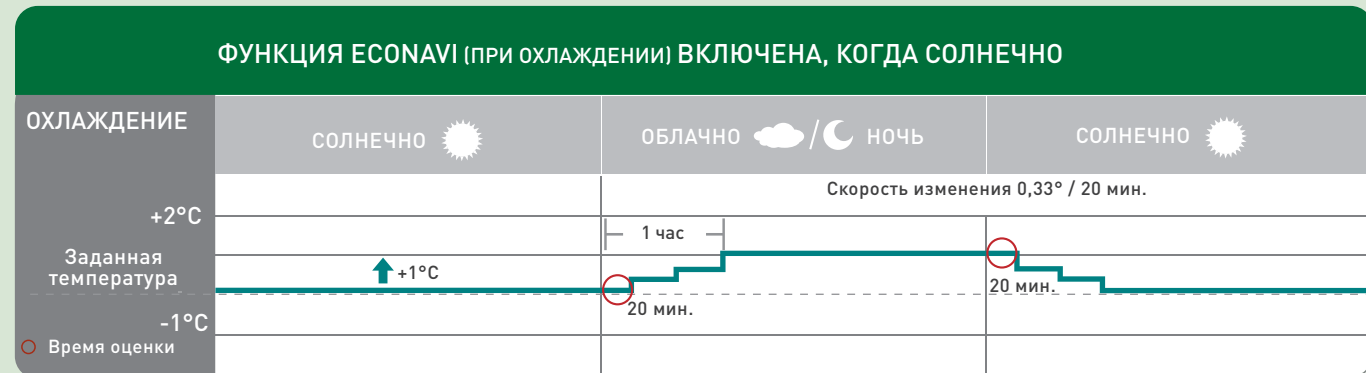 ФУНКЦИЯ ECONAVI (ПРИ ОХЛАЖДЕНИИ) ВКЛЮЧЕНА, КОГДА СОЛНЕЧНО
ОХЛАЖДЕНИЕ
СОЛНЕЧНО
ОБЛАЧНО / НОЧЬ
СОЛНЕЧНО
Скорость изменения 0,33° / 20 мин.
+2°C
1 час
Заданная
температура
+1°C
20 мин.
20 мин.
-1°C
Время оценки